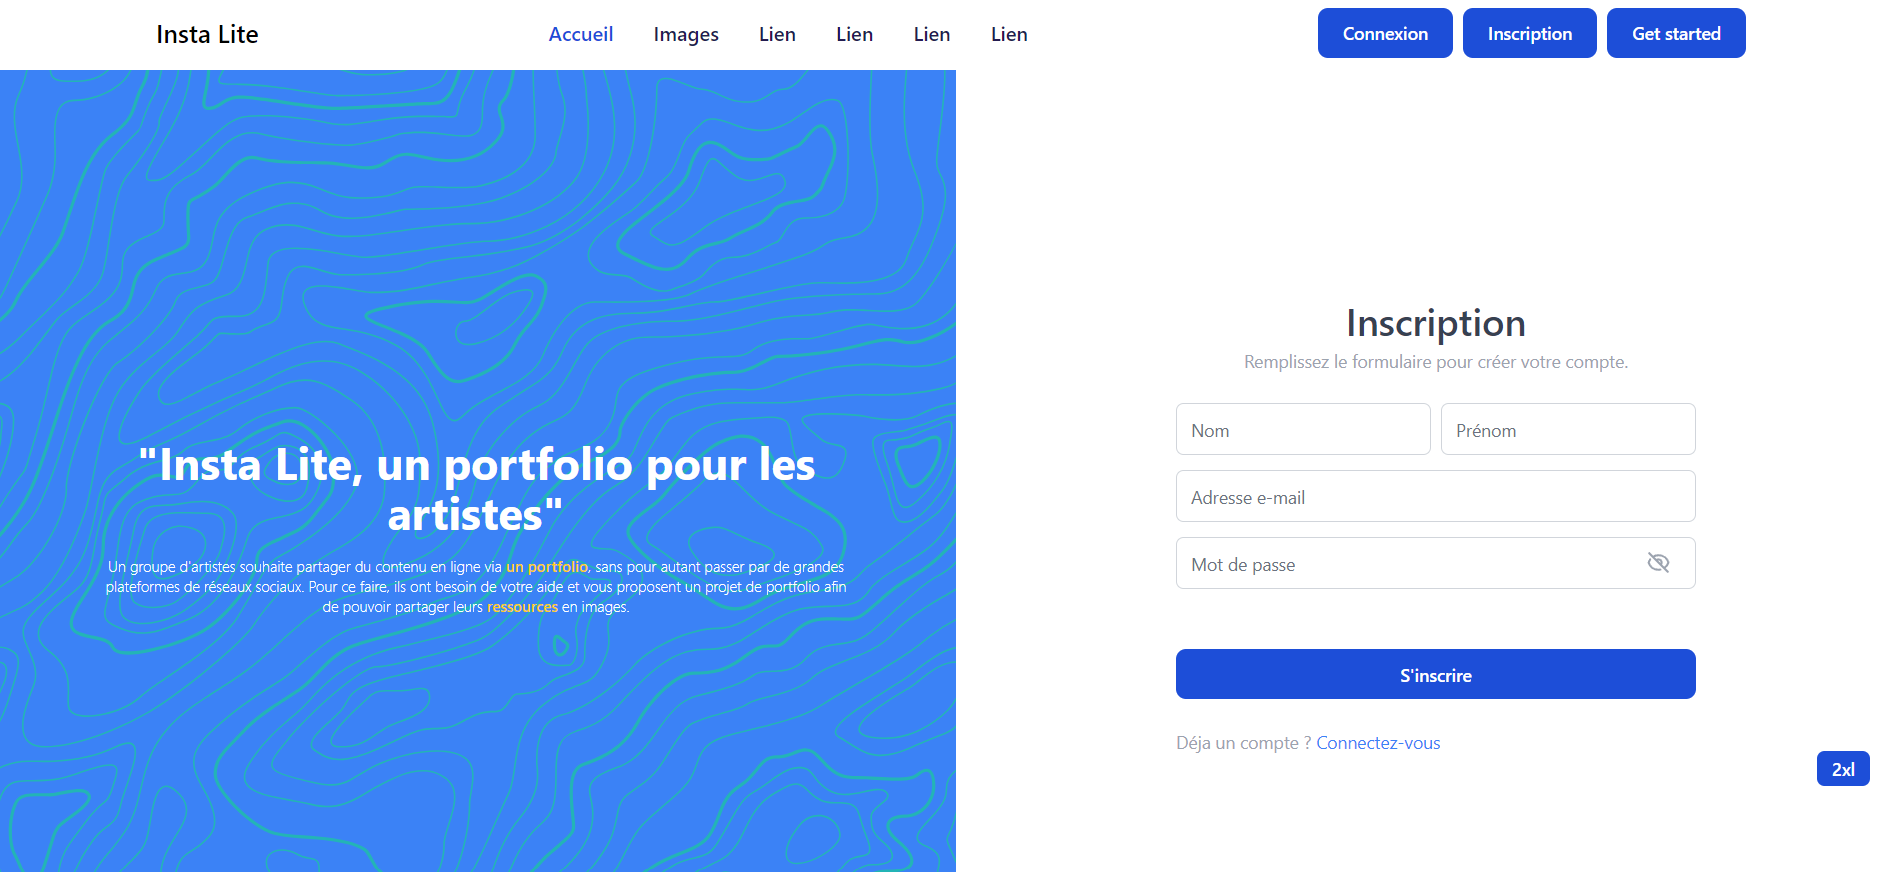 Insta Lite
Accueil Images Lien Lien Lien Lien
Connexion Inscription Get started
"Insta Lite, un portfolio pour les
artistes"
Un groupe d'artistes souhaite partager du contenu en ligne via un portfolio, sans pour autant passer par de grandes
plateformes de réseaux sociaux. Pour ce faire, ils ont besoin de votre aide et vous proposent un projet de portfolio afin
de pouvoir partager leurs ressources en images.
Inscription
Remplissez le formulaire pour créer votre compte.
Nom Prénom
Adresse e-mail
Mot de passe
S'inscrire
Déja un compte ? Connectez-vous
2xl